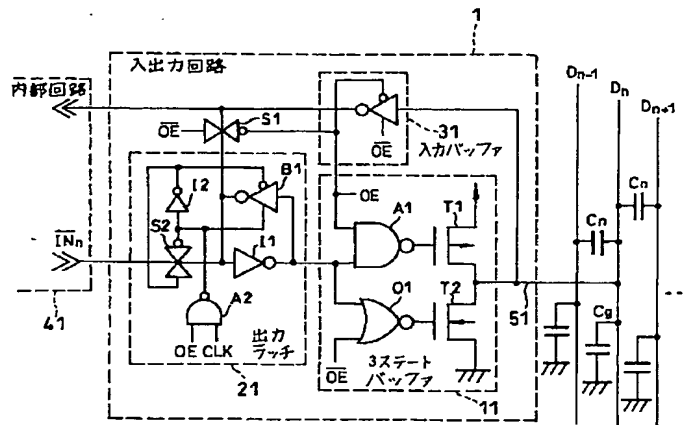 1
入出力回路
内部回路
Dn-1
Dn
Dn+1
S1
OE
OE
31
入力バッファ
Cn
Cn
I2
B1
OE
A1
T1
S2
INn
I1
A2
O1
T2
51
Cg
41
OE CLK
出力
ラッチ
OE
3ステート
バッファ
21
11